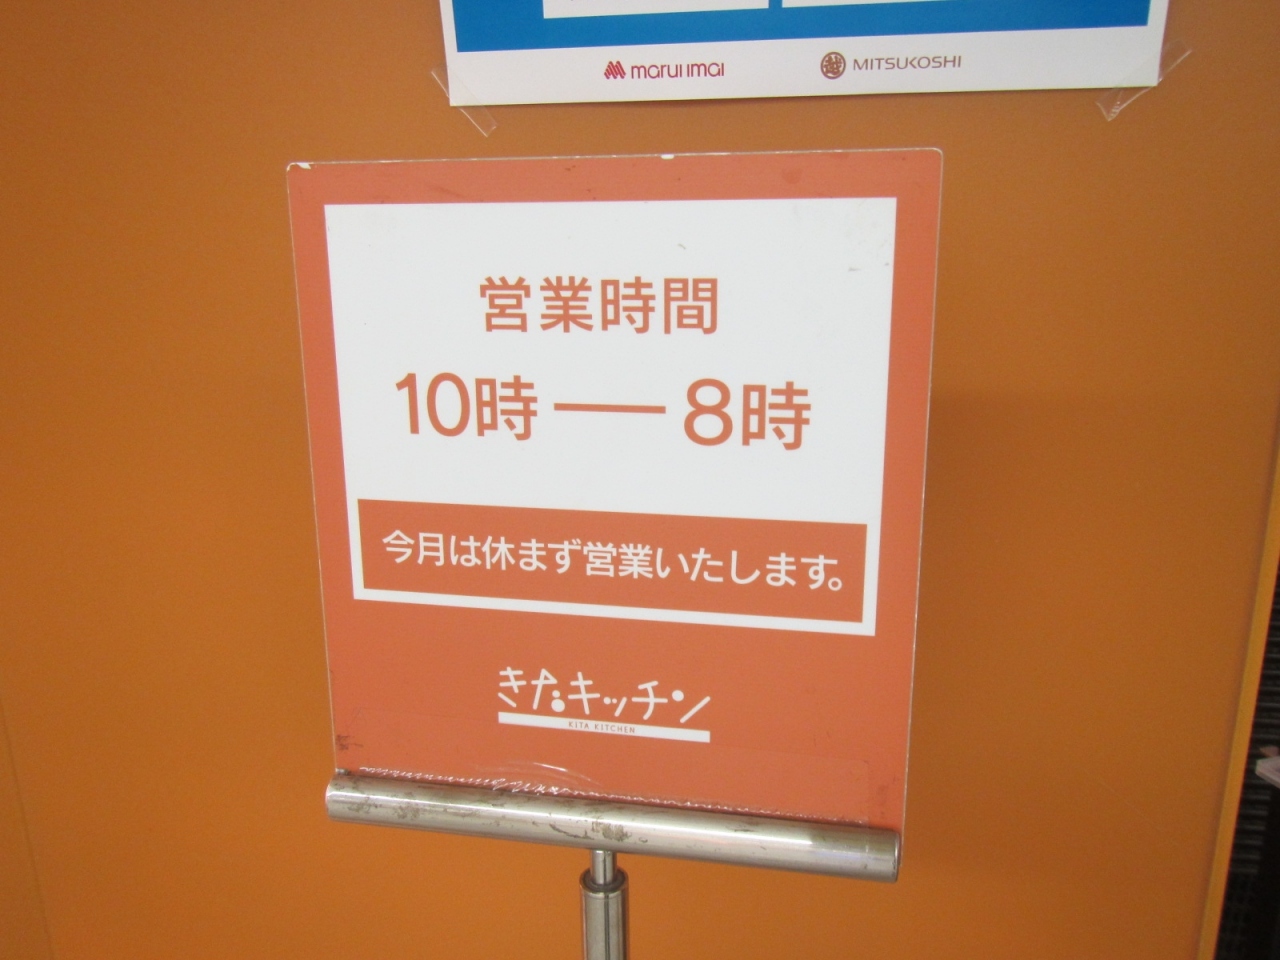 marui imai
MITSUKOSHI
営業時間
10時 — 8時
今月は休まず営業いたします。
きたキッチン
KITA KITCHEN